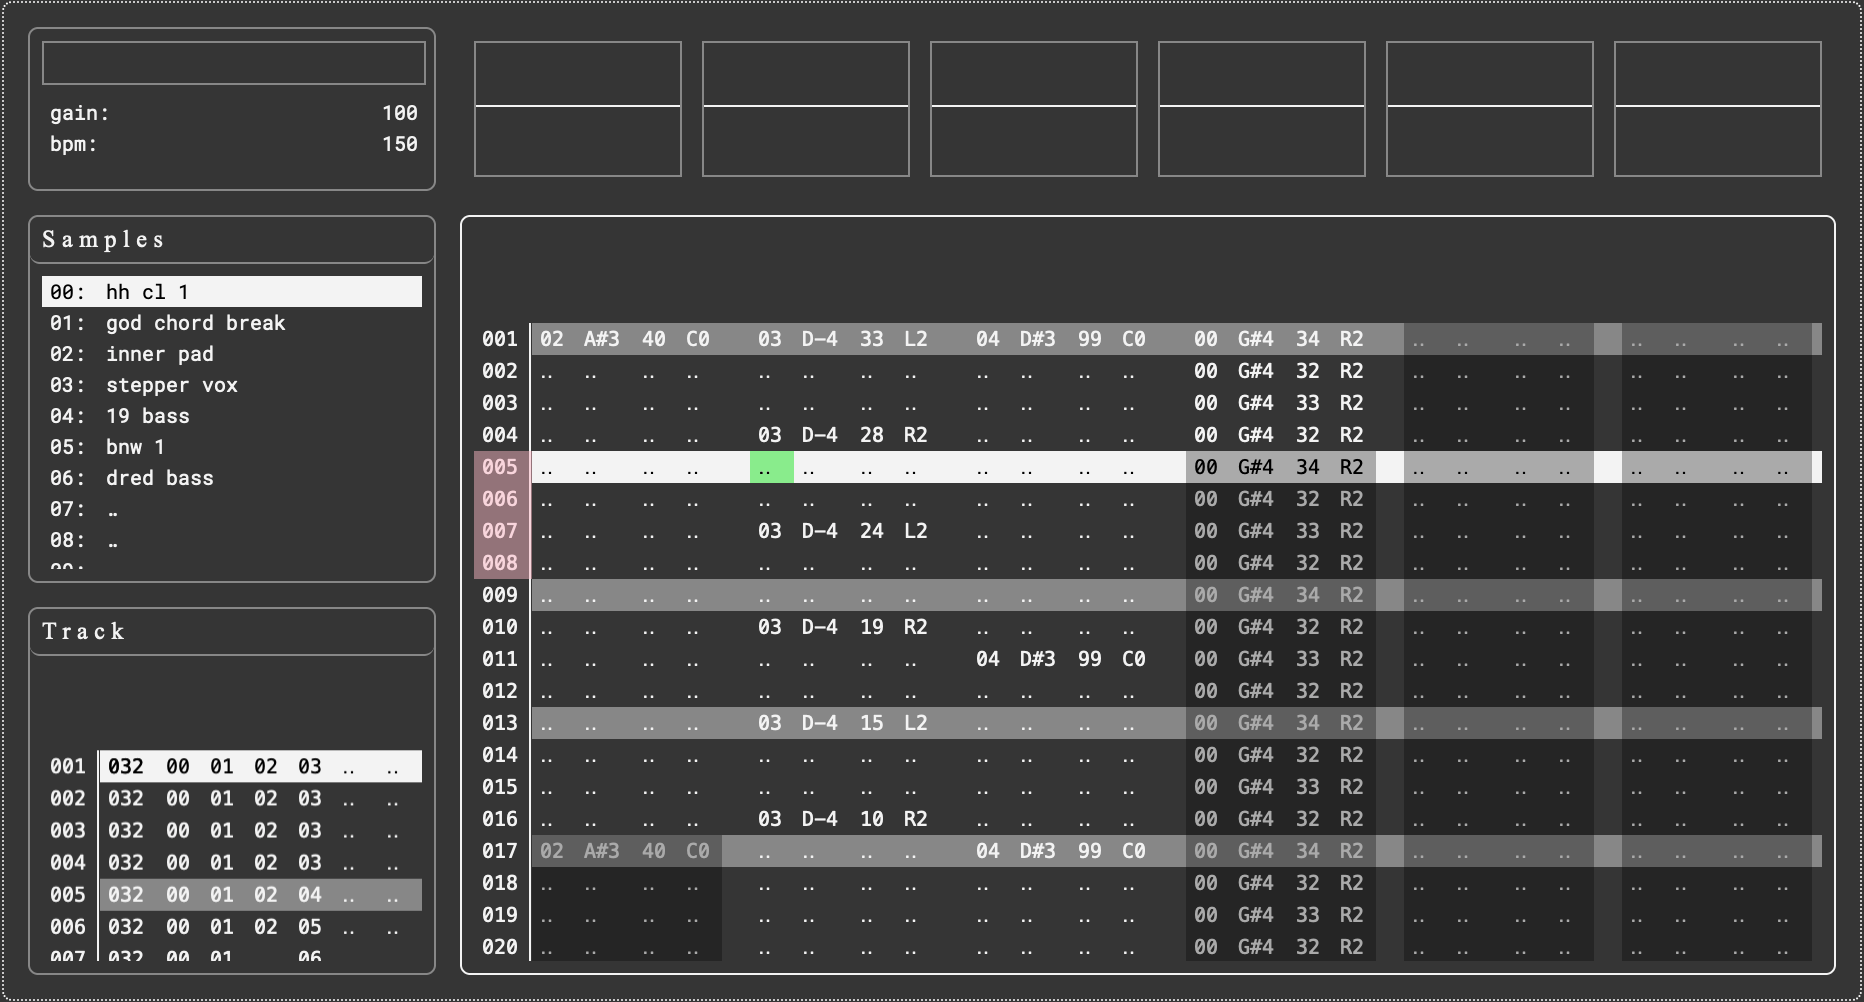 gain: 100
bpm: 150
Samples
00: hh cl 1
01: god chord break
02: inner pad
03: stepper vox
04: 19 bass
05: bnw 1
06: dred bass
07: ..
08: ..
Track
001 032 00 01 02 03 .. ..
002 032 00 01 02 03 .. ..
003 032 00 01 02 03 .. ..
004 032 00 01 02 03 .. ..
005 032 00 01 02 04 .. ..
006 032 00 01 02 05 .. ..
007 032 00 01 06
001 02 A#3 40 C0 03 D-4 33 L2 04 D#3 99 C0 00 G#4 34 R2 .. .. .. .. .. .. .. ..
002 .. .. .. .. .. .. .. .. .. .. .. .. 00 G#4 32 R2 .. .. .. .. .. .. .. ..
003 .. .. .. .. .. .. .. .. .. .. .. .. 00 G#4 33 R2 .. .. .. .. .. .. .. ..
004 .. .. .. .. 03 D-4 28 R2 .. .. .. .. 00 G#4 32 R2 .. .. .. .. .. .. .. ..
005 .. .. .. .. .. .. .. .. .. .. .. .. 00 G#4 34 R2 .. .. .. .. .. .. .. ..
006 .. .. .. .. .. .. .. .. .. .. .. .. 00 G#4 32 R2 .. .. .. .. .. .. .. ..
007 .. .. .. .. 03 D-4 24 L2 .. .. .. .. 00 G#4 33 R2 .. .. .. .. .. .. .. ..
008 .. .. .. .. .. .. .. .. .. .. .. .. 00 G#4 32 R2 .. .. .. .. .. .. .. ..
009 .. .. .. .. .. .. .. .. .. .. .. .. 00 G#4 34 R2 .. .. .. .. .. .. .. ..
010 .. .. .. .. 03 D-4 19 R2 .. .. .. .. 00 G#4 32 R2 .. .. .. .. .. .. .. ..
011 .. .. .. .. .. .. .. .. 04 D#3 99 C0 00 G#4 33 R2 .. .. .. .. .. .. .. ..
012 .. .. .. .. .. .. .. .. .. .. .. .. 00 G#4 32 R2 .. .. .. .. .. .. .. ..
013 .. .. .. .. 03 D-4 15 L2 .. .. .. .. 00 G#4 34 R2 .. .. .. .. .. .. .. ..
014 .. .. .. .. .. .. .. .. .. .. .. .. 00 G#4 32 R2 .. .. .. .. .. .. .. ..
015 .. .. .. .. .. .. .. .. .. .. .. .. 00 G#4 33 R2 .. .. .. .. .. .. .. ..
016 .. .. .. .. 03 D-4 10 R2 .. .. .. .. 00 G#4 32 R2 .. .. .. .. .. .. .. ..
017 02 A#3 40 C0 .. .. .. .. 04 D#3 99 C0 00 G#4 34 R2 .. .. .. .. .. .. .. ..
018 .. .. .. .. .. .. .. .. .. .. .. .. 00 G#4 32 R2 .. .. .. .. .. .. .. ..
019 .. .. .. .. .. .. .. .. .. .. .. .. 00 G#4 33 R2 .. .. .. .. .. .. .. ..
020 .. .. .. .. .. .. .. .. .. .. .. .. 00 G#4 32 R2 .. .. .. .. .. .. .. ..